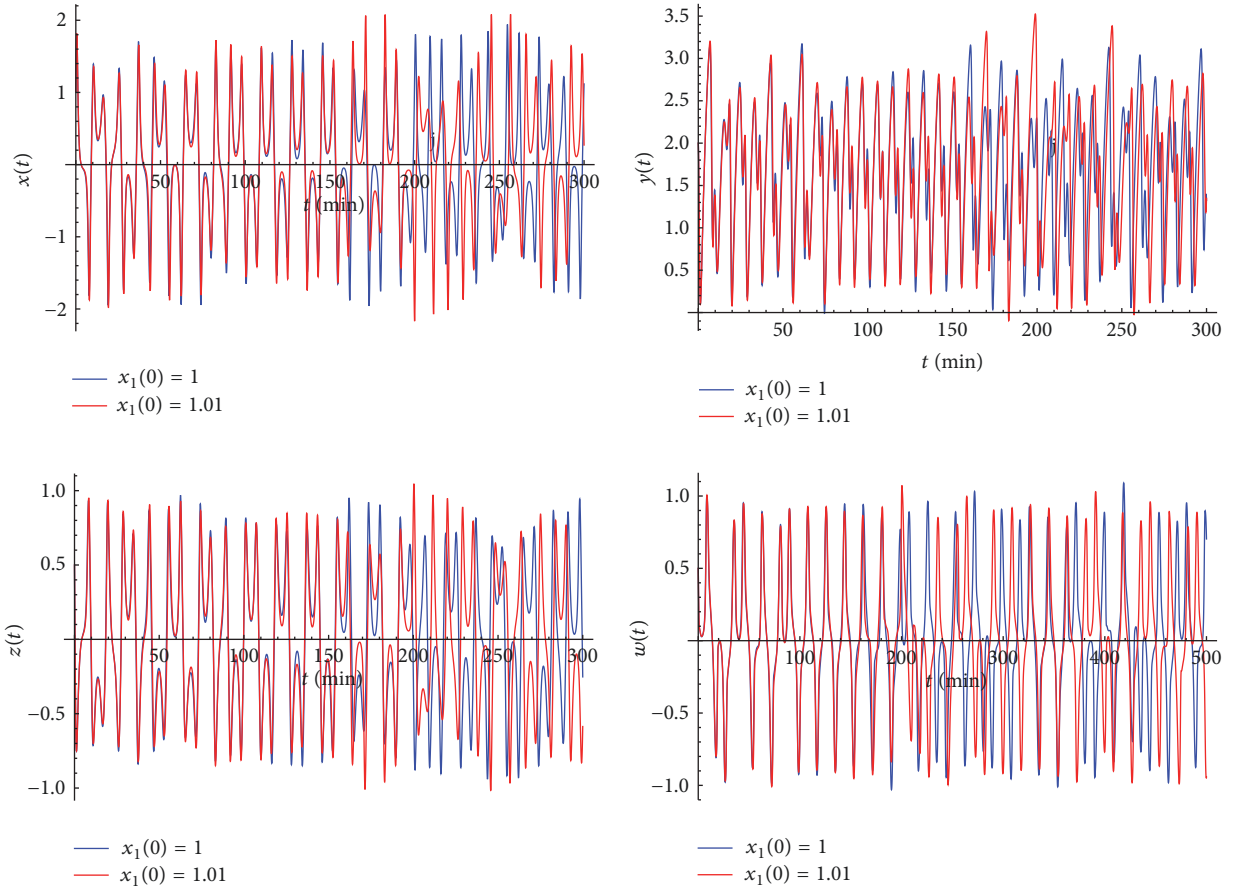 x(t)
2
1
−1
−2
50
100
150
200
250
300
t (min)
j
x₁(0) = 1
x₁(0) = 1.01
y(t)
3.5
3.0
2.5
2.0
1.5
1.0
0.5
50
100
150
200
250
300
t (min)
j
x₁(0) = 1
x₁(0) = 1.01
z(t)
1.0
0.5
−0.5
−1.0
50
100
150
200
250
300
t (min)
x₁(0) = 1
x₁(0) = 1.01
w(t)
1.0
0.5
−0.5
−1.0
100
200
300
400
500
t (min)
x₁(0) = 1
x₁(0) = 1.01